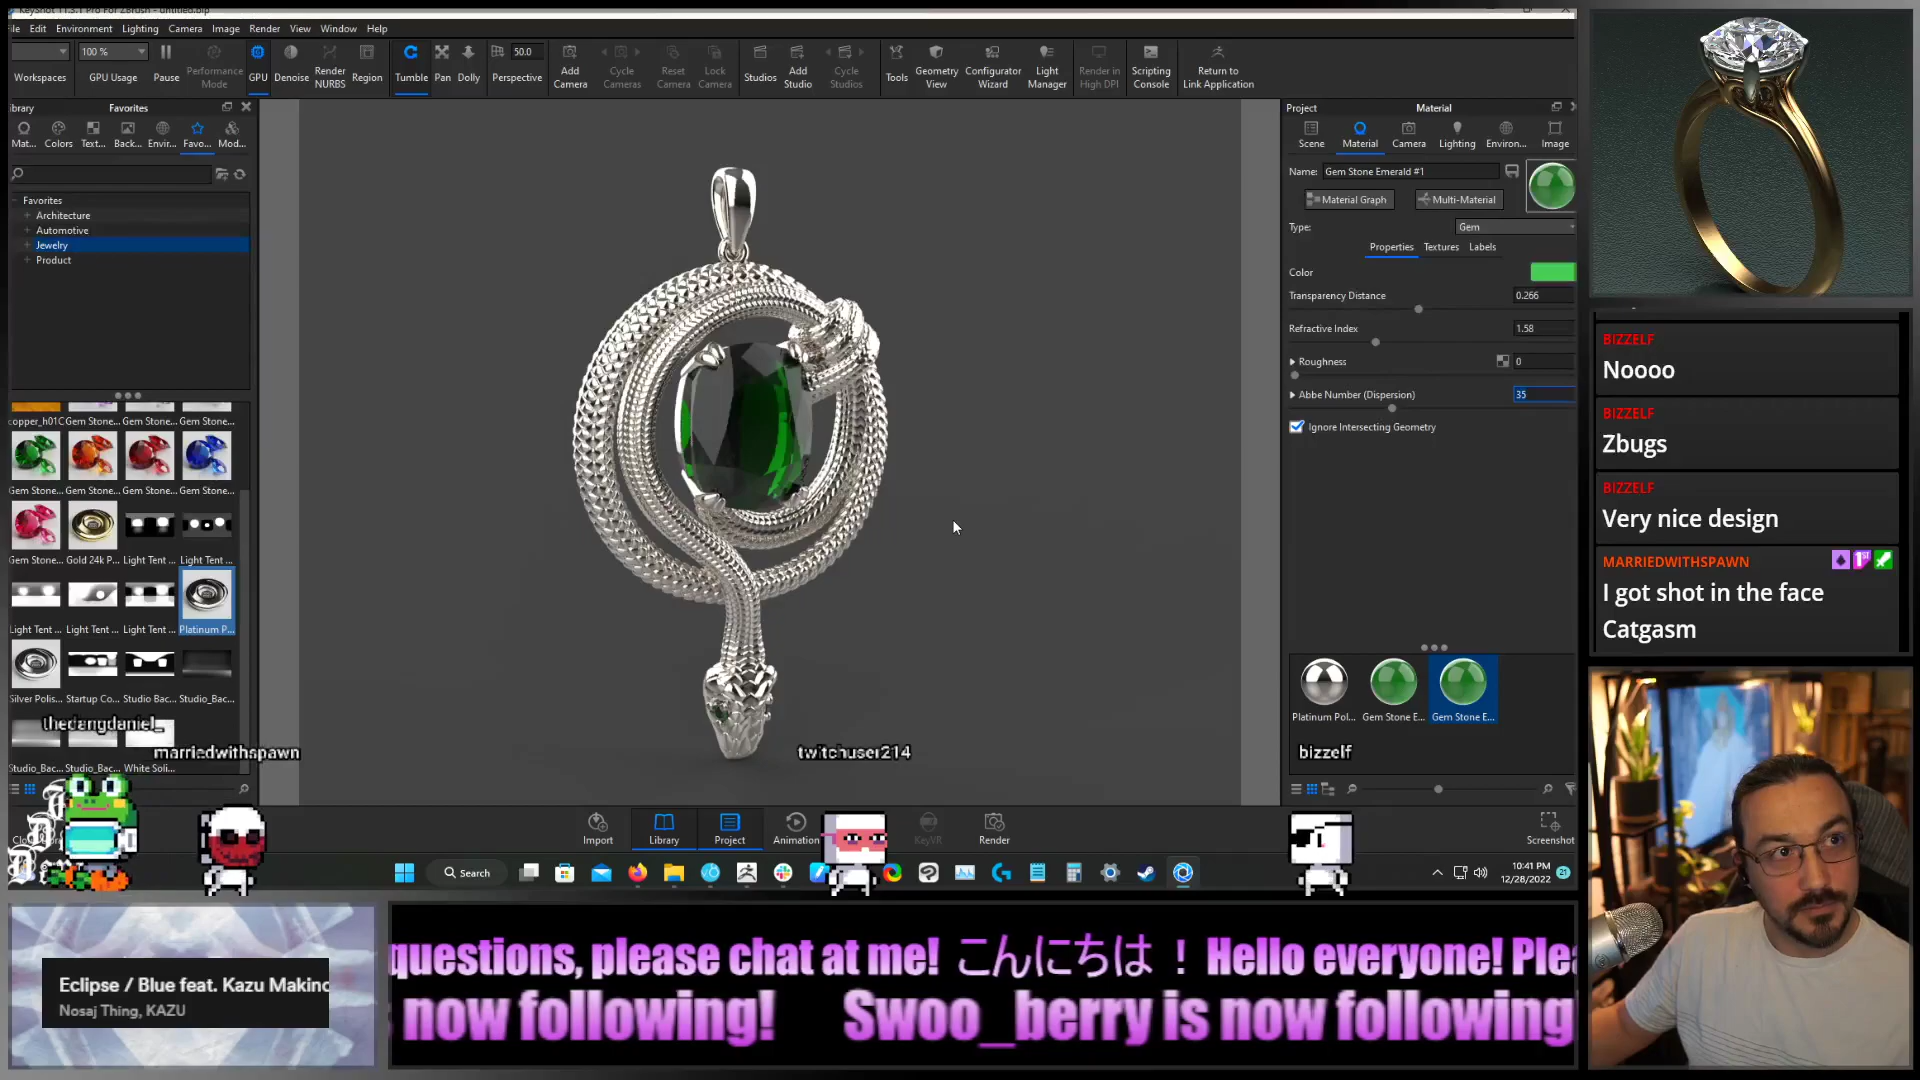 KeyShot 11.3.1 Pro For ZBrush - untitled.bip
Edit
Environment
Lighting
Camera
Image
Render
View
Window
Help
100 %
50.0
Workspaces
GPU Usage
Pause
Performance Mode
GPU
Denoise
Render NURBS
Region
Tumble
Pan
Dolly
Perspective
Add Camera
Cycle Cameras
Reset Camera
Lock Camera
Studios
Add Studio
Cycle Studios
Tools
Geometry View
Configurator Wizard
Light Manager
Render in High DPI
Scripting Console
Return to Link Application
ibrary
Favorites
Mat...
Colors
Text...
Back...
Envir...
Favo...
Mod...
Favorites
Architecture
Automotive
Jewelry
Product
copper_h01C
Gem Stone...
Gem Stone...
Gem Stone...
Gem Stone...
Gem Stone...
Gem Stone...
Gem Stone...
Gem Stone...
Gold 24k P...
Light Tent ...
Light Tent ...
Light Tent ...
Light Tent ...
Light Tent ...
Platinum P...
Silver Polis...
Startup Co...
Studio Bac...
Studio_Bac...
Studio_Bac...
Studio_Bac...
White Soli...
thedangdaniel_
marriedwithspawn
twitchuser214
bizzelf
Project
Material
Scene
Material
Camera
Lighting
Environ...
Image
Name:
Gem Stone Emerald #1
Material Graph
Multi-Material
Type:
Gem
Properties
Textures
Labels
Color
Transparency Distance
0.266
Refractive Index
1.58
Roughness
0
Abbe Number (Dispersion)
35
Ignore Intersecting Geometry
Platinum Pol...
Gem Stone E...
Gem Stone E...
Import
Library
Project
Animation
KeyVR
Render
Screenshot
Search
10:41 PM
12/28/2022
21
BIZZELF
Noooo
BIZZELF
Zbugs
BIZZELF
Very nice design
MARRIEDWITHSPAWN
I got shot in the face
Catgasm
Eclipse / Blue feat. Kazu Makino
Nosaj Thing, KAZU
questions, please chat at me! こんにちは ! Hello everyone! Plea
now following! Swoo_berry is now following!